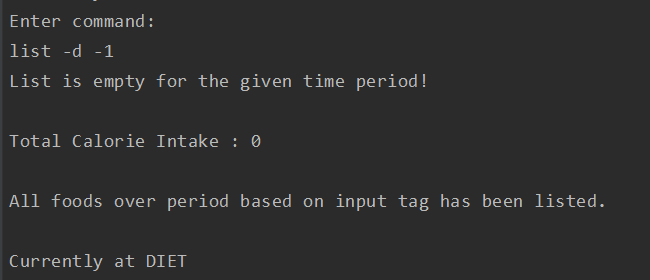 Enter command:
list -d -1
List is empty for the given time period!
Total Calorie Intake : 0
All foods over period based on input tag has been listed.
Currently at DIET